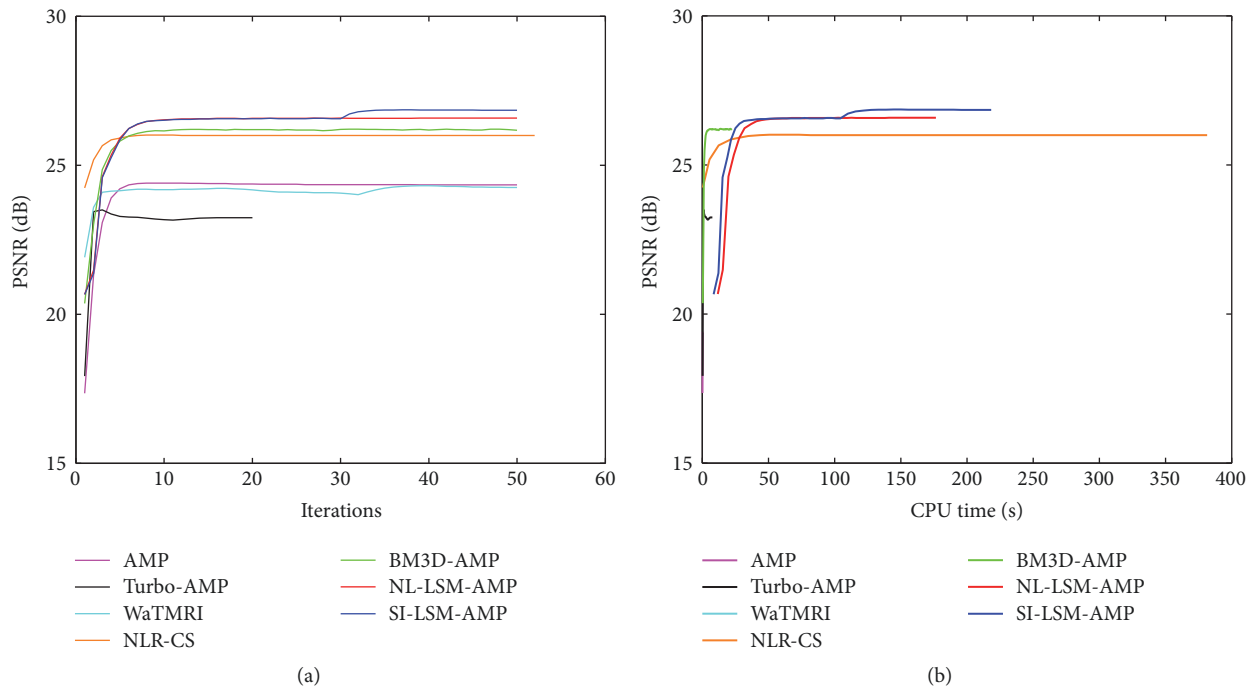 30
25
20
15
PSNR (dB)
0 10 20 30 40 50 60
Iterations
AMP
Turbo-AMP
WaTMRI
NLR-CS
BM3D-AMP
NL-LSM-AMP
SI-LSM-AMP
(a)
30
25
20
15
PSNR (dB)
0 50 100 150 200 250 300 350 400
CPU time (s)
AMP
Turbo-AMP
WaTMRI
NLR-CS
BM3D-AMP
NL-LSM-AMP
SI-LSM-AMP
(b)